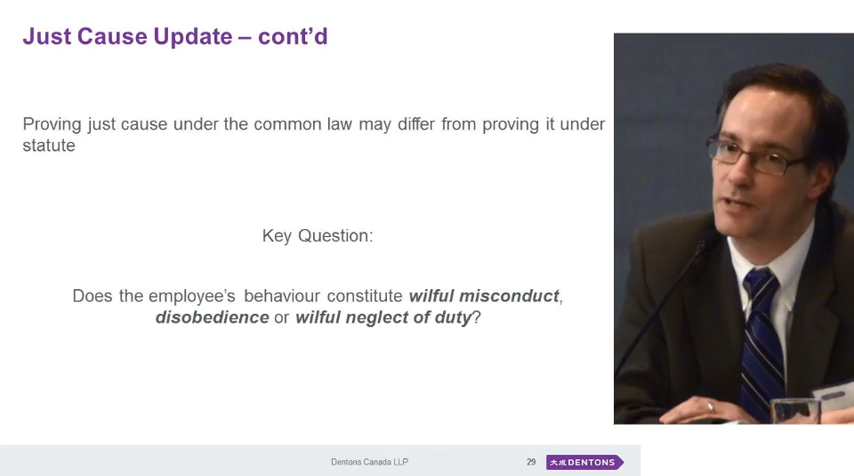 Just Cause Update – cont’d
Proving just cause under the common law may differ from proving it under
statute
Key Question:
Does the employee’s behaviour constitute wilful misconduct,
disobedience or wilful neglect of duty?
Dentons Canada LLP
29
大成 DENTONS